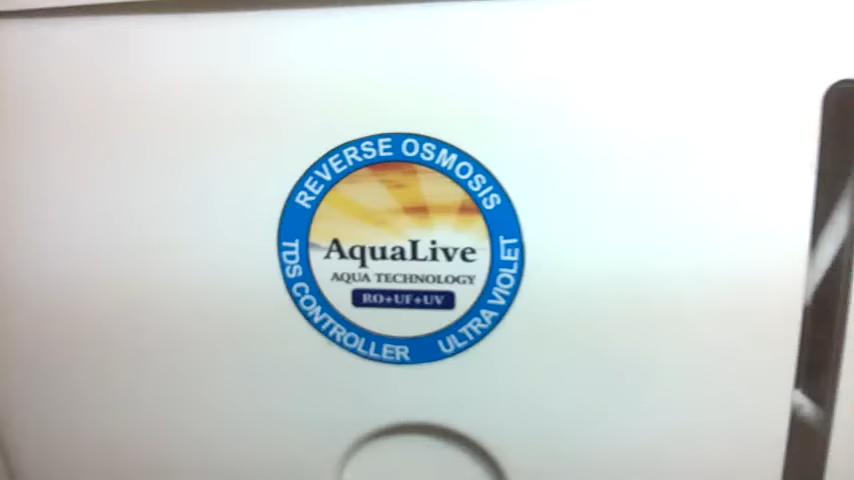 REVERSE OSMOSIS
AquaLive
AQUA TECHNOLOGY
RO+UF+UV
TDS CONTROLLER
ULTRA VIOLET